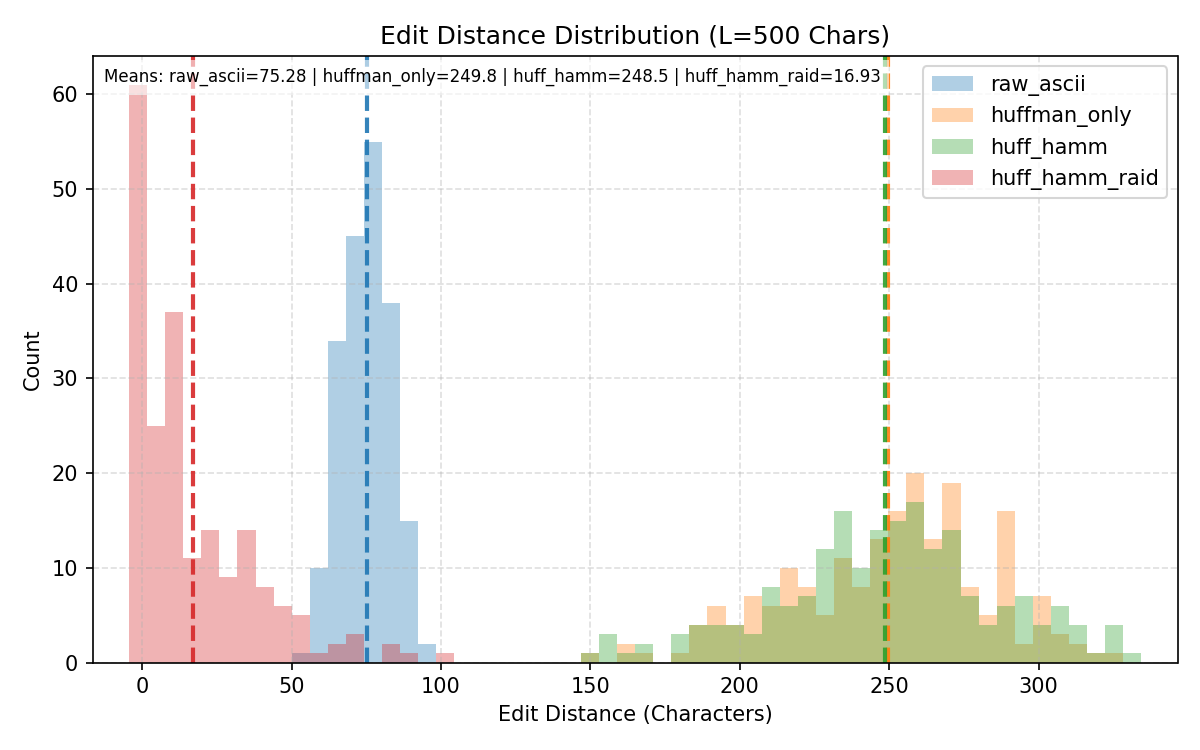 Edit Distance Distribution (L=500 Chars)
Means: raw_ascii=75.28 | huffman_only=249.8 | huff_hamm=248.5 | huff_hamm_raid=16.93
raw_ascii
huffman_only
huff_hamm
huff_hamm_raid
Count
60
50
40
30
20
10
0
0 50 100 150 200 250 300
Edit Distance (Characters)